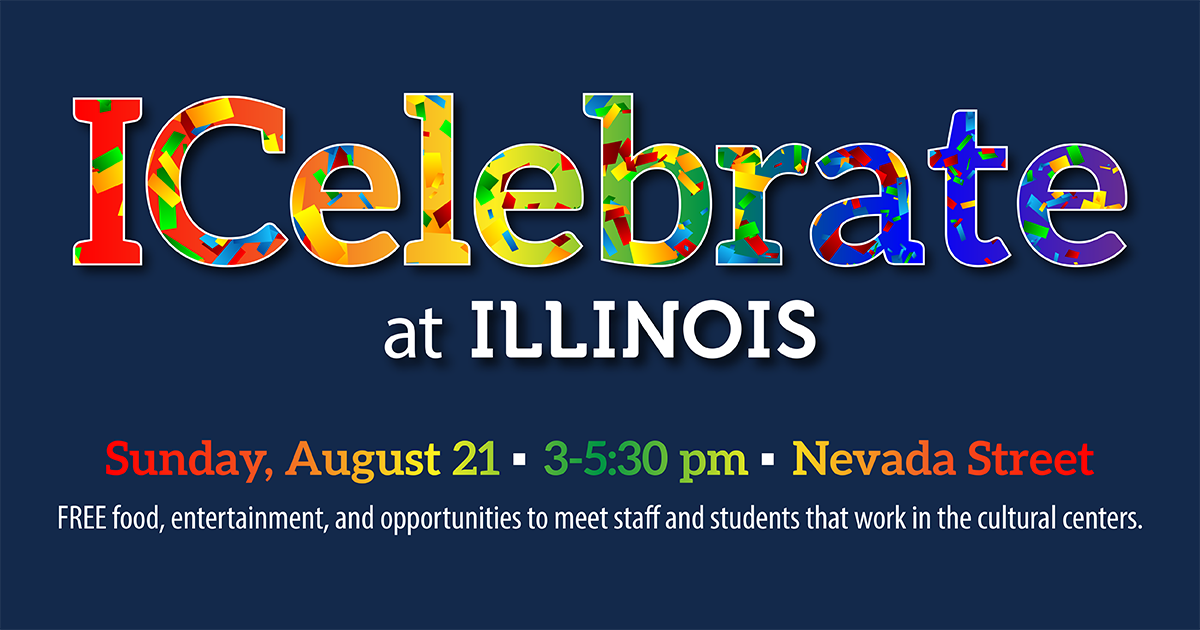 ICelebrate
at ILLINOIS
Sunday, August 21 ▪ 3-5:30 pm ▪ Nevada Street
FREE food, entertainment, and opportunities to meet staff and students that work in the cultural centers.